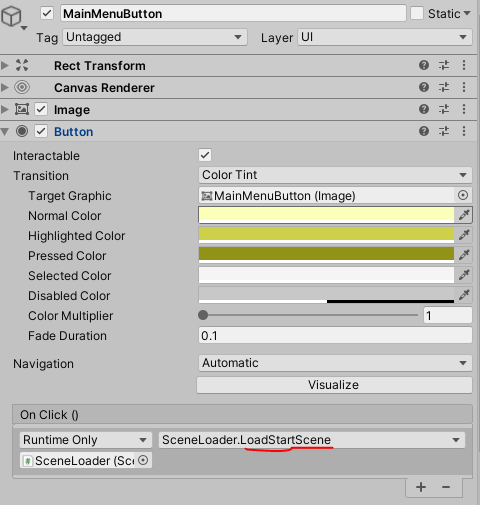 MainMenuButton Static
Tag Untagged Layer UI
Rect Transform
Canvas Renderer
Image
Button
Interactable
Transition Color Tint
Target Graphic MainMenuButton (Image)
Normal Color
Highlighted Color
Pressed Color
Selected Color
Disabled Color
Color Multiplier 1
Fade Duration 0.1
Navigation Automatic
Visualize
On Click ()
Runtime Only SceneLoader.LoadStartScene
SceneLoader (Sce